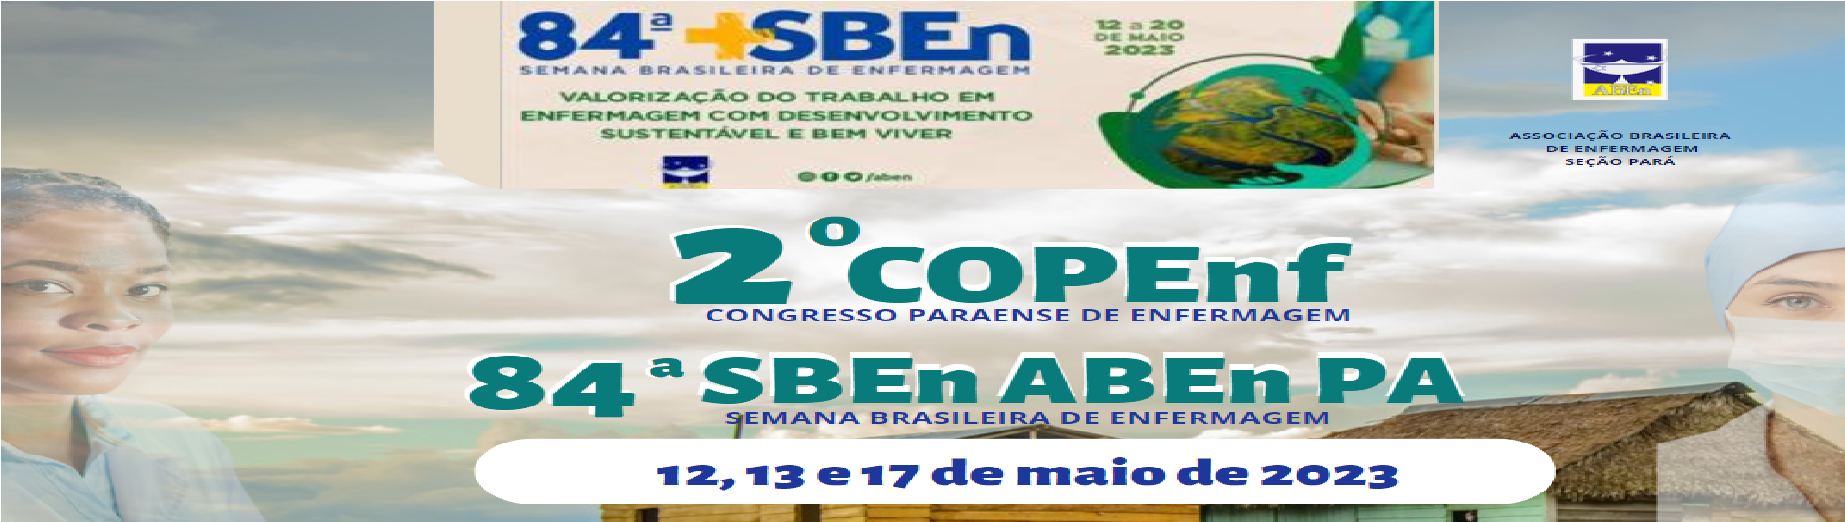 84ª SBEn
SEMANA BRASILEIRA DE ENFERMAGEM
VALORIZAÇÃO DO TRABALHO EM
ENFERMAGEM COM DESENVOLVIMENTO
SUSTENTÁVEL E BEM VIVER
/aben
12 a 20
DE MAIO
2023
ABEn
ASSOCIAÇÃO BRASILEIRA
DE ENFERMAGEM
SEÇÃO PARÁ
2º COPEnf
CONGRESSO PARAENSE DE ENFERMAGEM
84ª SBEn ABEn PA
SEMANA BRASILEIRA DE ENFERMAGEM
12, 13 e 17 de maio de 2023